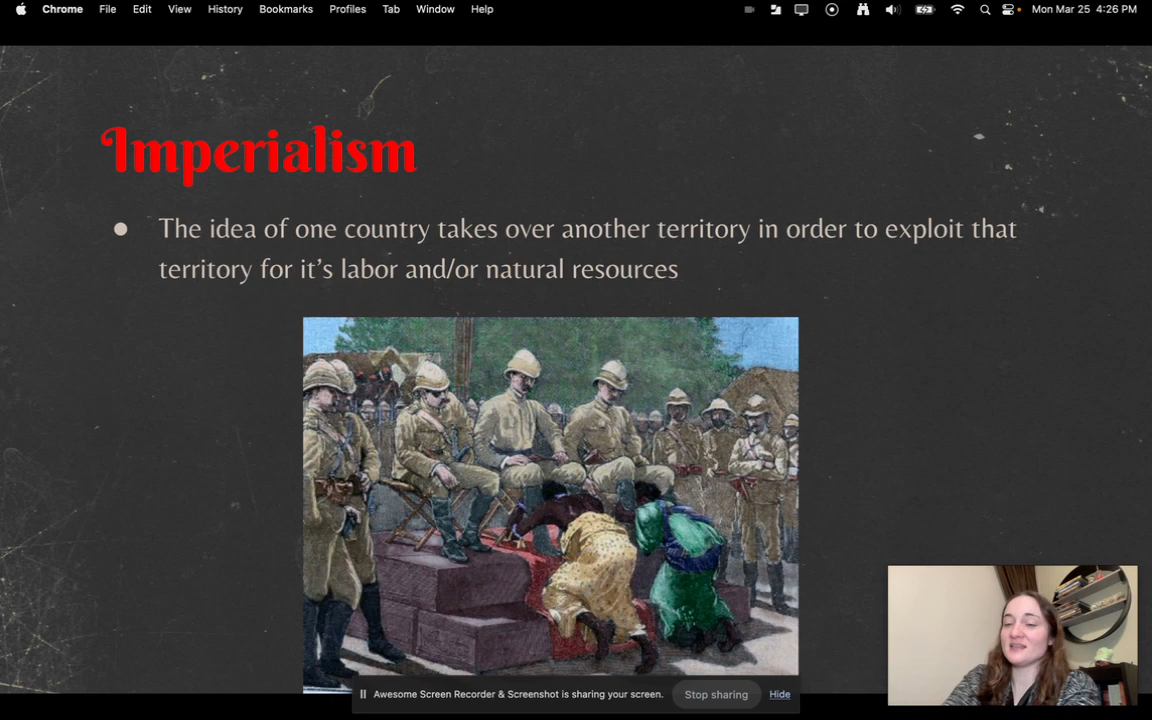 Chrome File Edit View History Bookmarks Profiles Tab Window Help Mon Mar 25 4:26 PM
Imperialism
● The idea of one country takes over another territory in order to exploit that
territory for it’s labor and/or natural resources
Awesome Screen Recorder & Screenshot is sharing your screen. Stop sharing Hide